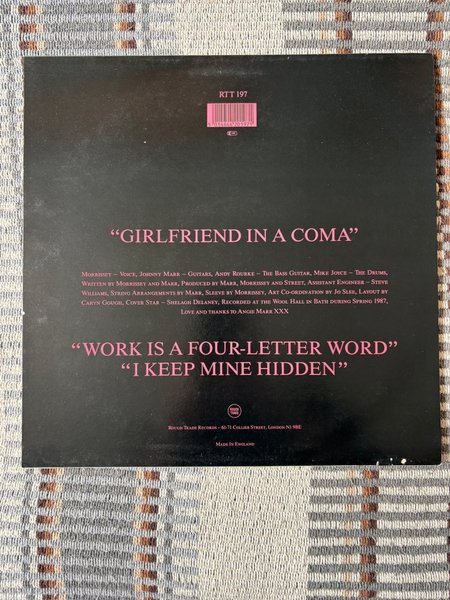 RTT 197
"GIRLFRIEND IN A COMA"
Morrissey – Voice, Johnny Marr – Guitars, Andy Rourke – The Bass Guitar, Mike Joyce – The Drums,
Written by Morrissey and Marr, Produced by Marr, Morrissey and Street, Assistant Engineer – Steve
Williams, String Arrangements by Marr, Sleeve by Morrissey, Art Co-ordination by Jo Slee, Layout by
Caryn Gough, Cover Star – Shelagh Delaney, Recorded at the Wool Hall in Bath during Spring 1987,
Love and thanks to Angie Marr XXX
"WORK IS A FOUR-LETTER WORD"
"I KEEP MINE HIDDEN"
ROUGH TRADE
Rough Trade Records – 61-71 Collier Street, London N1 9BE
Made in England